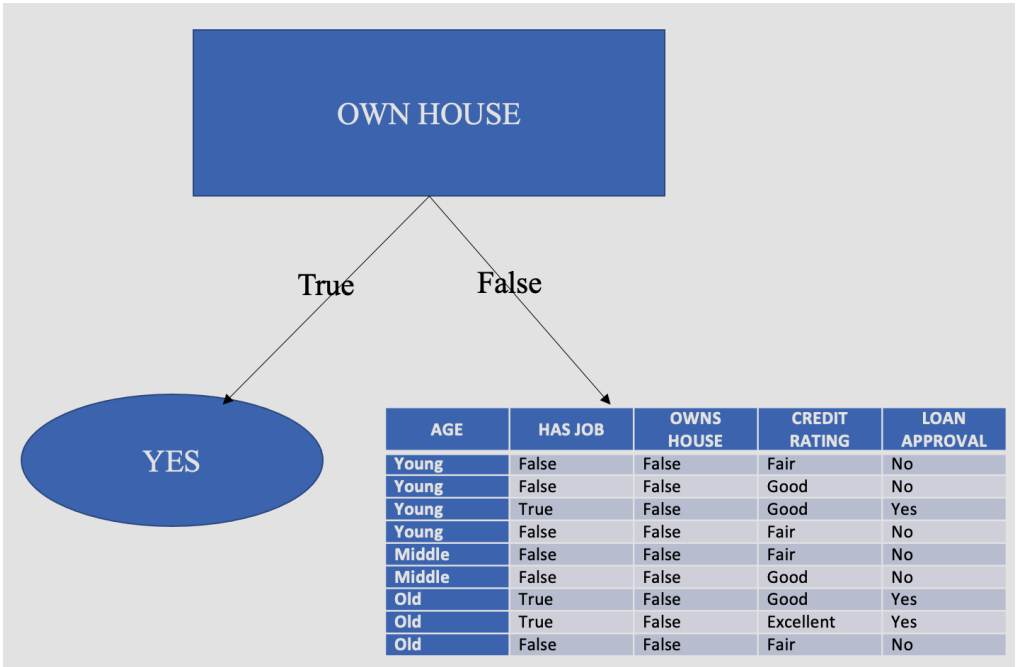 OWN HOUSE
True
False
YES
AGE HAS JOB OWNS HOUSE CREDIT RATING LOAN APPROVAL
Young False False Fair No
Young False False Good No
Young True False Good Yes
Young False False Fair No
Middle False False Fair No
Middle False False Good No
Old True False Good Yes
Old True False Excellent Yes
Old False False Fair No